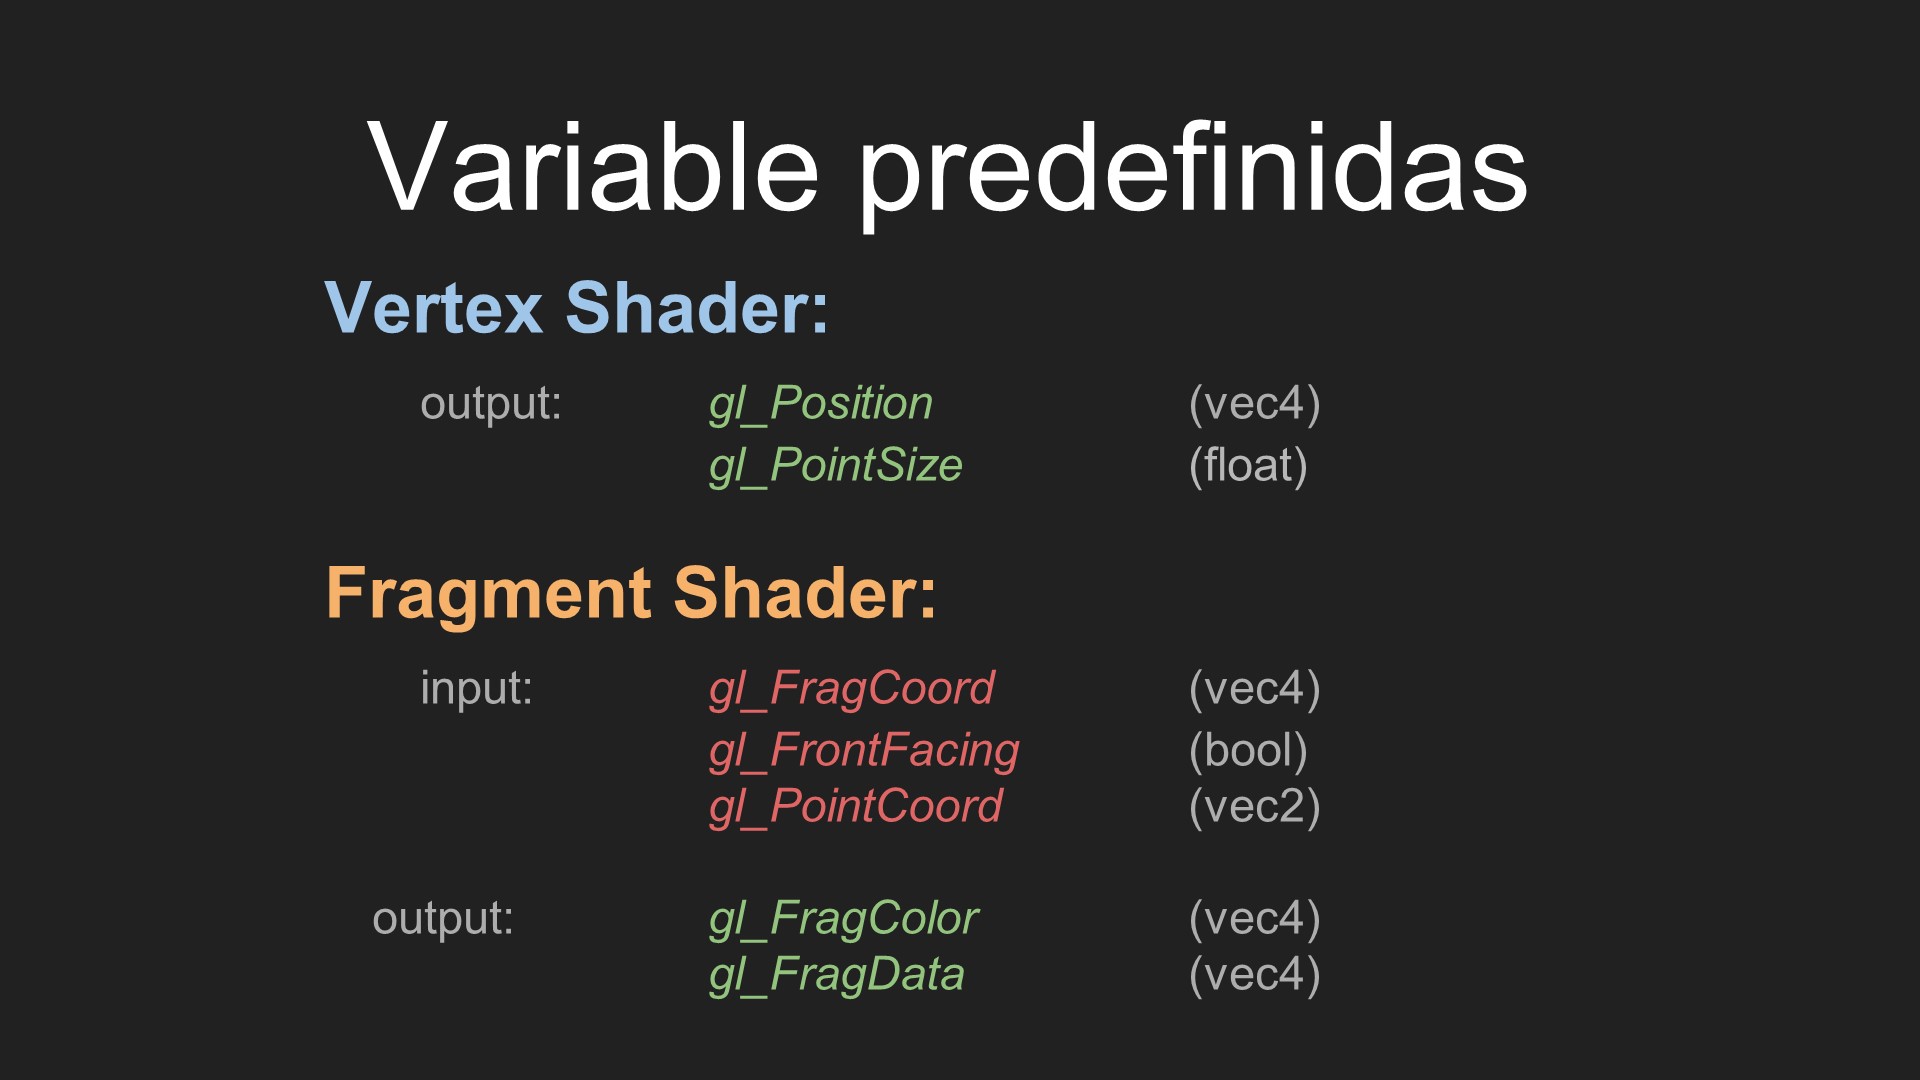 Variable predefinidas
Vertex Shader:
output: gl_Position (vec4)
gl_PointSize (float)
Fragment Shader:
input: gl_FragCoord (vec4)
gl_FrontFacing (bool)
gl_PointCoord (vec2)
output: gl_FragColor (vec4)
gl_FragData (vec4)